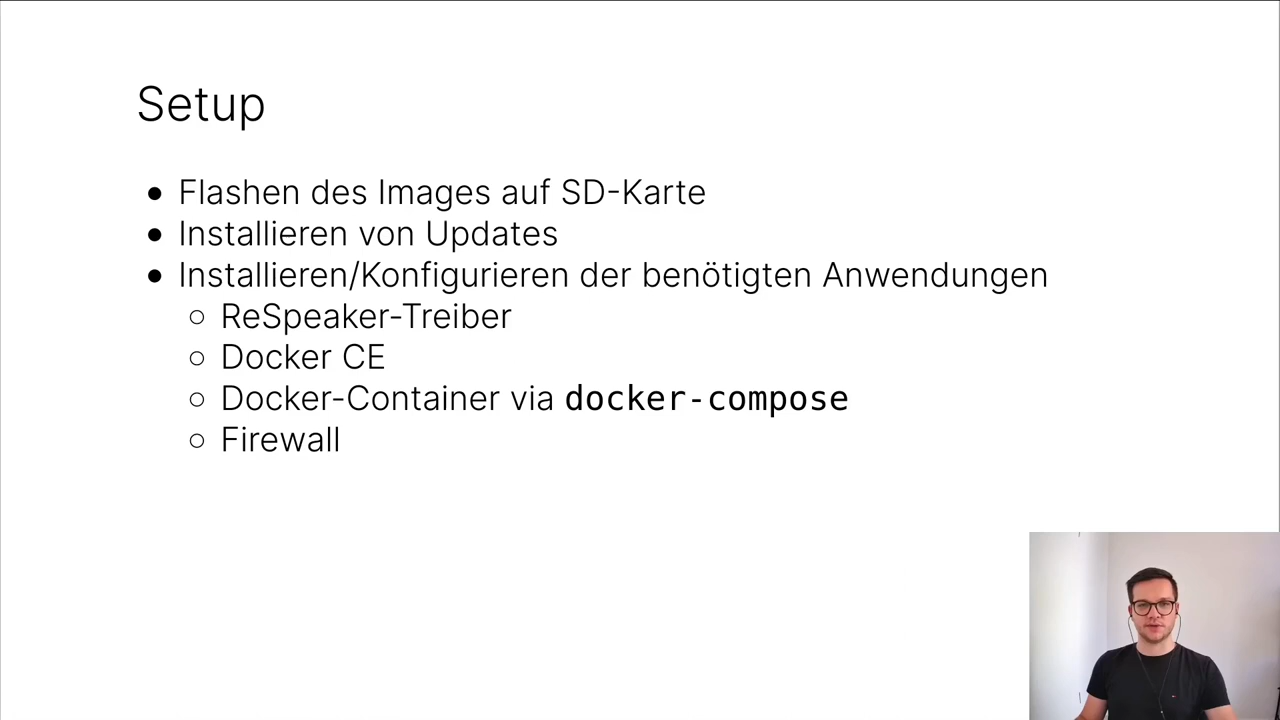 Setup
Flashen des Images auf SD-Karte
Installieren von Updates
Installieren/Konfigurieren der benötigten Anwendungen
ReSpeaker-Treiber
Docker CE
Docker-Container via docker-compose
Firewall